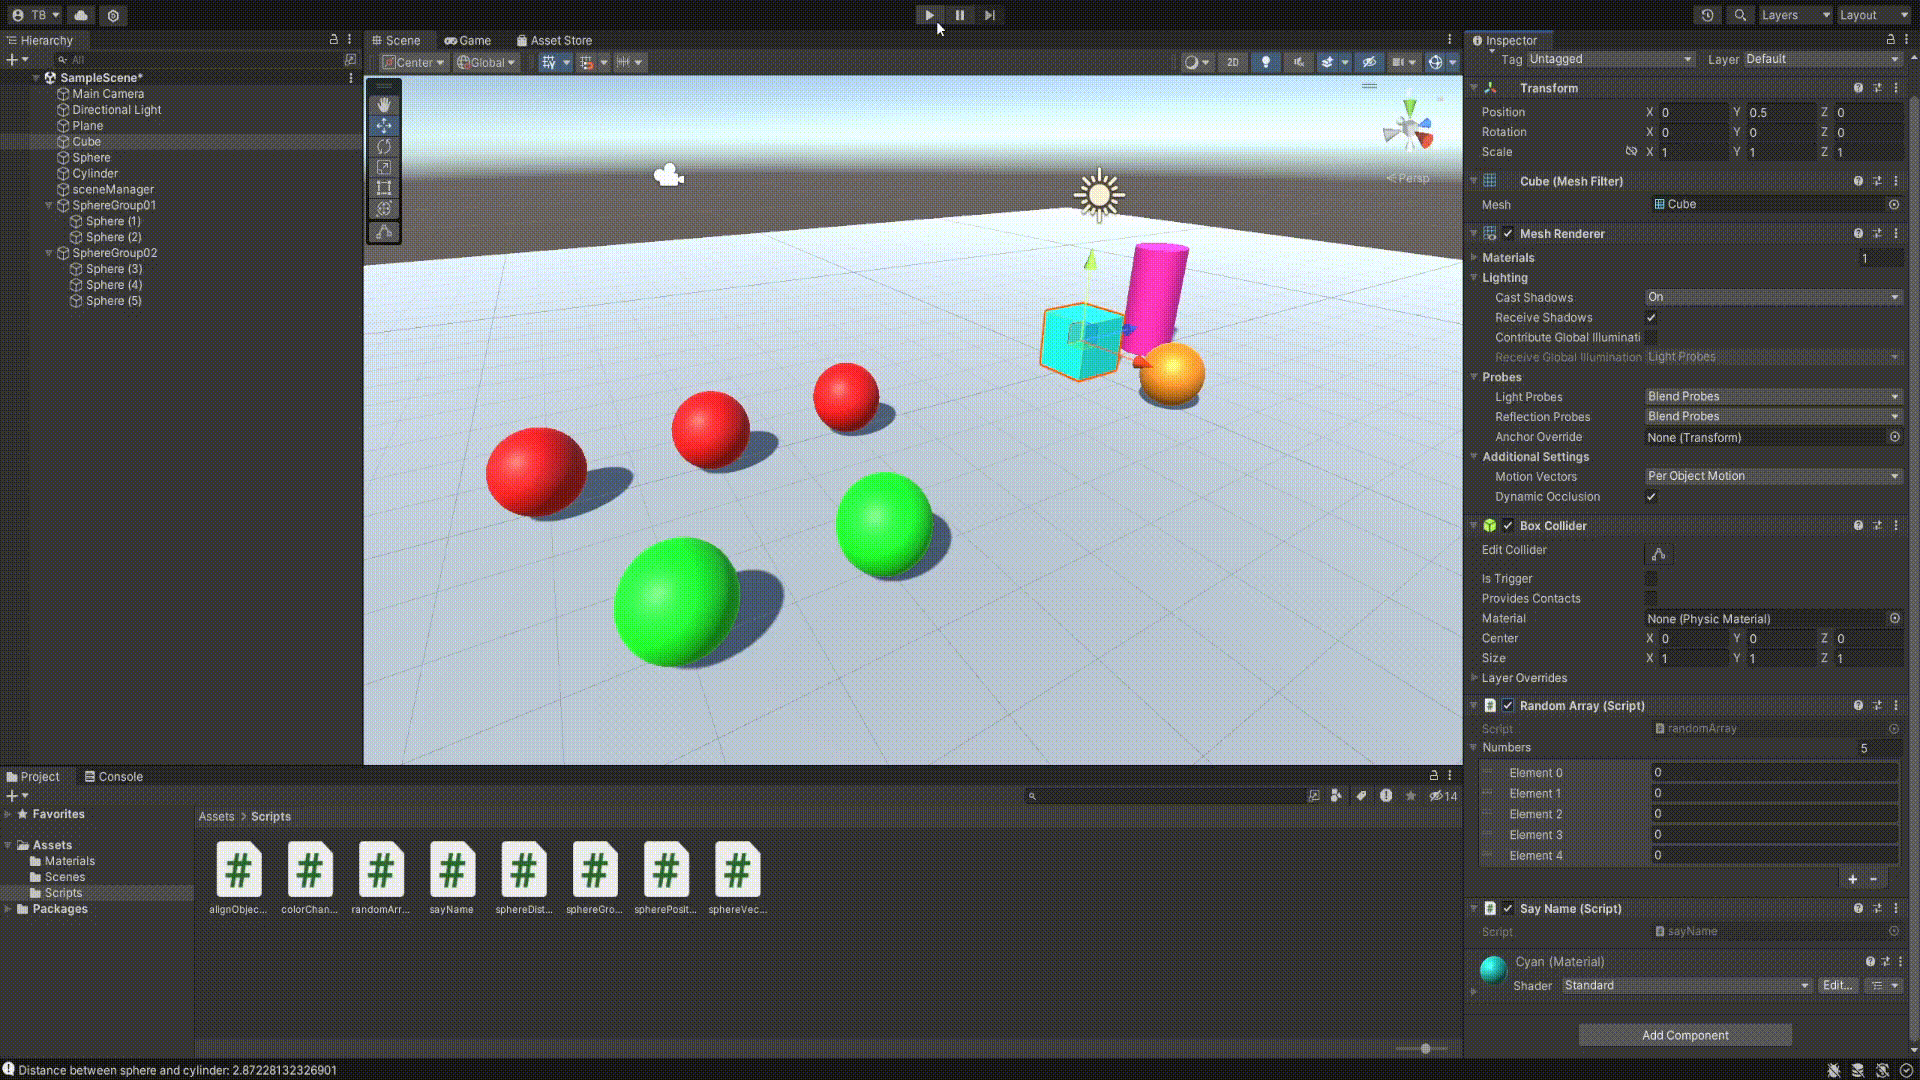 TB
Layers
Layout
Hierarchy
All
SampleScene*
Main Camera
Directional Light
Plane
Cube
Sphere
Cylinder
sceneManager
SphereGroup01
Sphere (1)
Sphere (2)
SphereGroup02
Sphere (3)
Sphere (4)
Sphere (5)
Scene
Game
Asset Store
Center
Global
2D
Persp
Inspector
Tag Untagged Layer Default
Transform
Position X 0 Y 0.5 Z 0
Rotation X 0 Y 0 Z 0
Scale X 1 Y 1 Z 1
Cube (Mesh Filter)
Mesh Cube
Mesh Renderer
Materials 1
Lighting
Cast Shadows On
Receive Shadows
Contribute Global Illuminati
Receive Global Illumination Light Probes
Probes
Light Probes Blend Probes
Reflection Probes Blend Probes
Anchor Override None (Transform)
Additional Settings
Motion Vectors Per Object Motion
Dynamic Occlusion
Box Collider
Edit Collider
Is Trigger
Provides Contacts
Material None (Physic Material)
Center X 0 Y 0 Z 0
Size X 1 Y 1 Z 1
Layer Overrides
Random Array (Script)
Script randomArray
Numbers 5
Element 0 0
Element 1 0
Element 2 0
Element 3 0
Element 4 0
Say Name (Script)
Script sayName
Cyan (Material)
Shader Standard Edit...
Add Component
Project
Console
14
Favorites
Assets
Materials
Scenes
Scripts
Packages
Assets > Scripts
alignObjec...
colorChan...
randomArr...
sayName
sphereDist...
sphereGro...
spherePosit...
sphereVec...
Distance between sphere and cylinder: 2.87228132326901